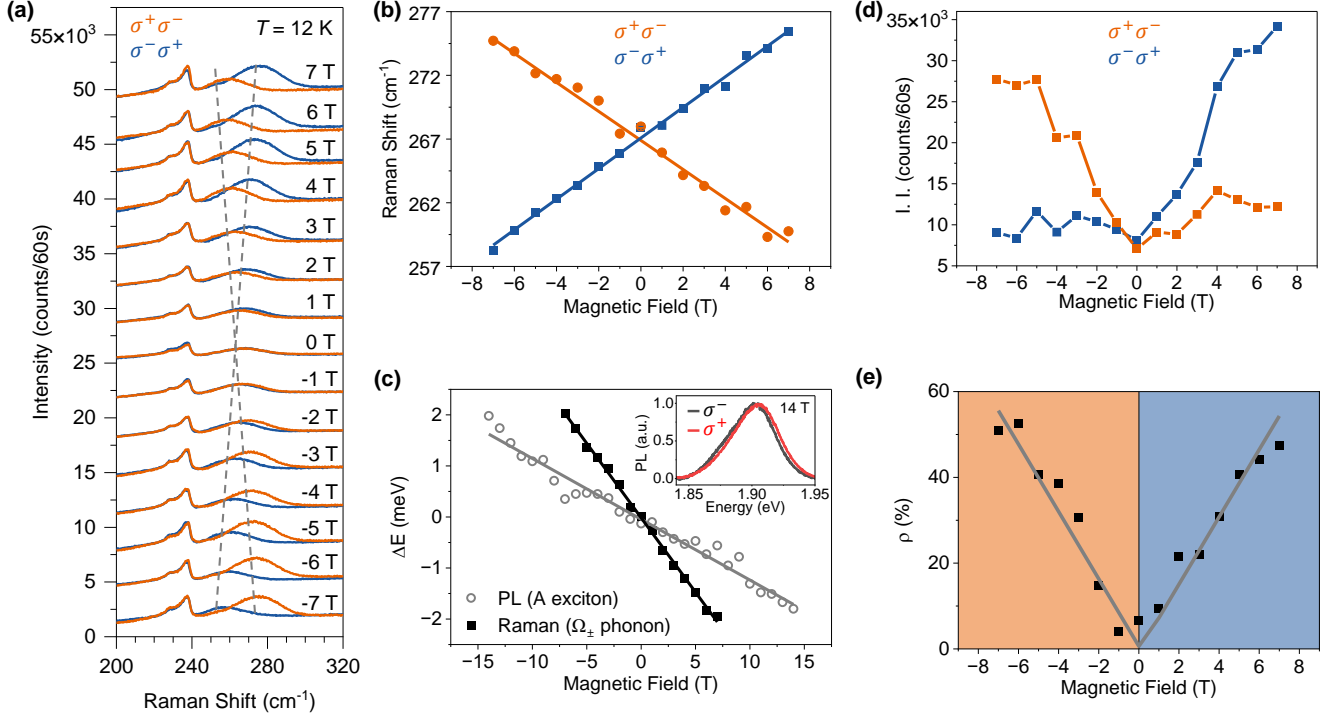 (a)
55×10³
σ⁺σ⁻
σ⁻σ⁺
T = 12 K
7 T
6 T
5 T
4 T
3 T
2 T
1 T
0 T
-1 T
-2 T
-3 T
-4 T
-5 T
-6 T
-7 T
50
45
40
35
30
25
20
15
10
5
0
Intensity (counts/60s)
200 240 280 320
Raman Shift (cm⁻¹)
(b)
σ⁺σ⁻
σ⁻σ⁺
277
272
267
262
257
Raman Shift (cm⁻¹)
−8 −6 −4 −2 0 2 4 6 8
Magnetic Field (T)
(c)
2
1
0
−1
−2
ΔE (meV)
PL (A exciton)
Raman (Ω± phonon)
−15 −10 −5 0 5 10 15
Magnetic Field (T)
σ⁻
σ⁺
14 T
1.0
0.5
0.0
PL (a.u.)
1.85 1.90 1.95
Energy (eV)
(d)
35×10³
σ⁺σ⁻
σ⁻σ⁺
30
25
20
15
10
5
I. I. (counts/60s)
−8 −6 −4 −2 0 2 4 6 8
Magnetic Field (T)
(e)
60
40
20
0
ρ (%)
−8 −6 −4 −2 0 2 4 6 8
Magnetic Field (T)